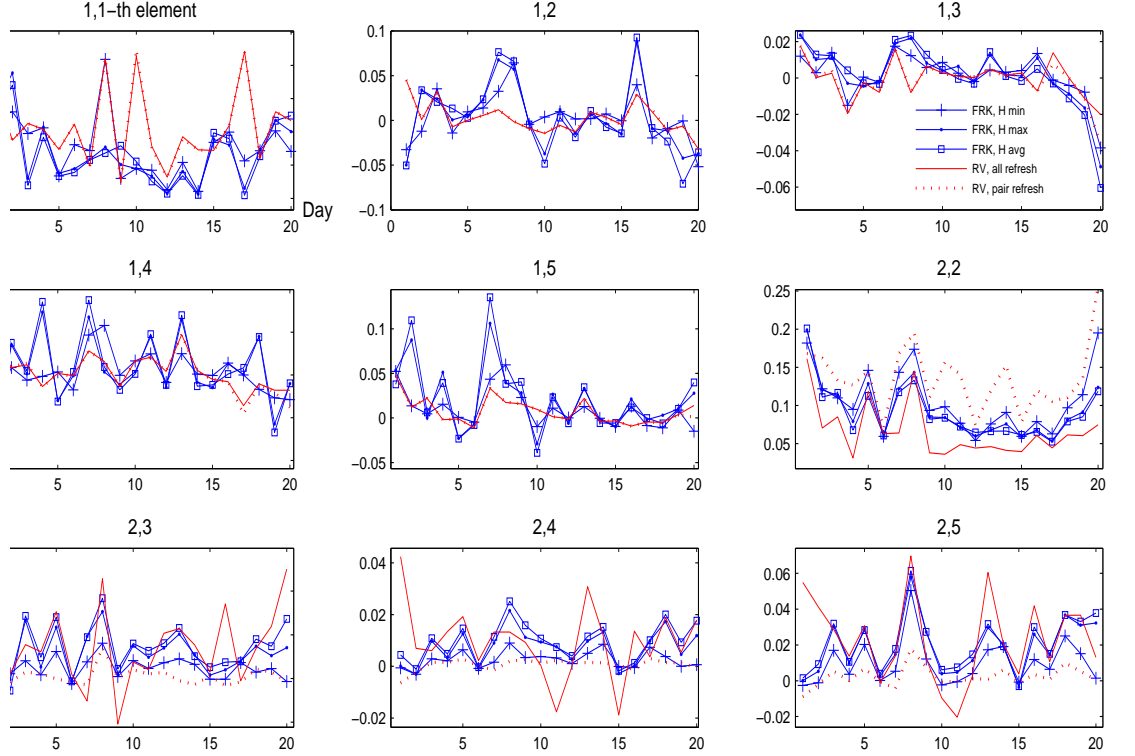 1,1-th element
1,2
1,3
0.1
0.05
0
−0.05
−0.1
0.02
0
−0.02
−0.04
−0.06
FRK, H min
FRK, H max
FRK, H avg
RV, all refresh
RV, pair refresh
5 10 15 20
Day
0 5 10 15 20
5 10 15 20
1,4
1,5
2,2
0.1
0.05
0
−0.05
0.25
0.2
0.15
0.1
0.05
5 10 15 20
5 10 15 20
5 10 15 20
2,3
2,4
2,5
0.04
0.02
0
−0.02
0.06
0.04
0.02
0
−0.02
5 10 15 20
5 10 15 20
5 10 15 20